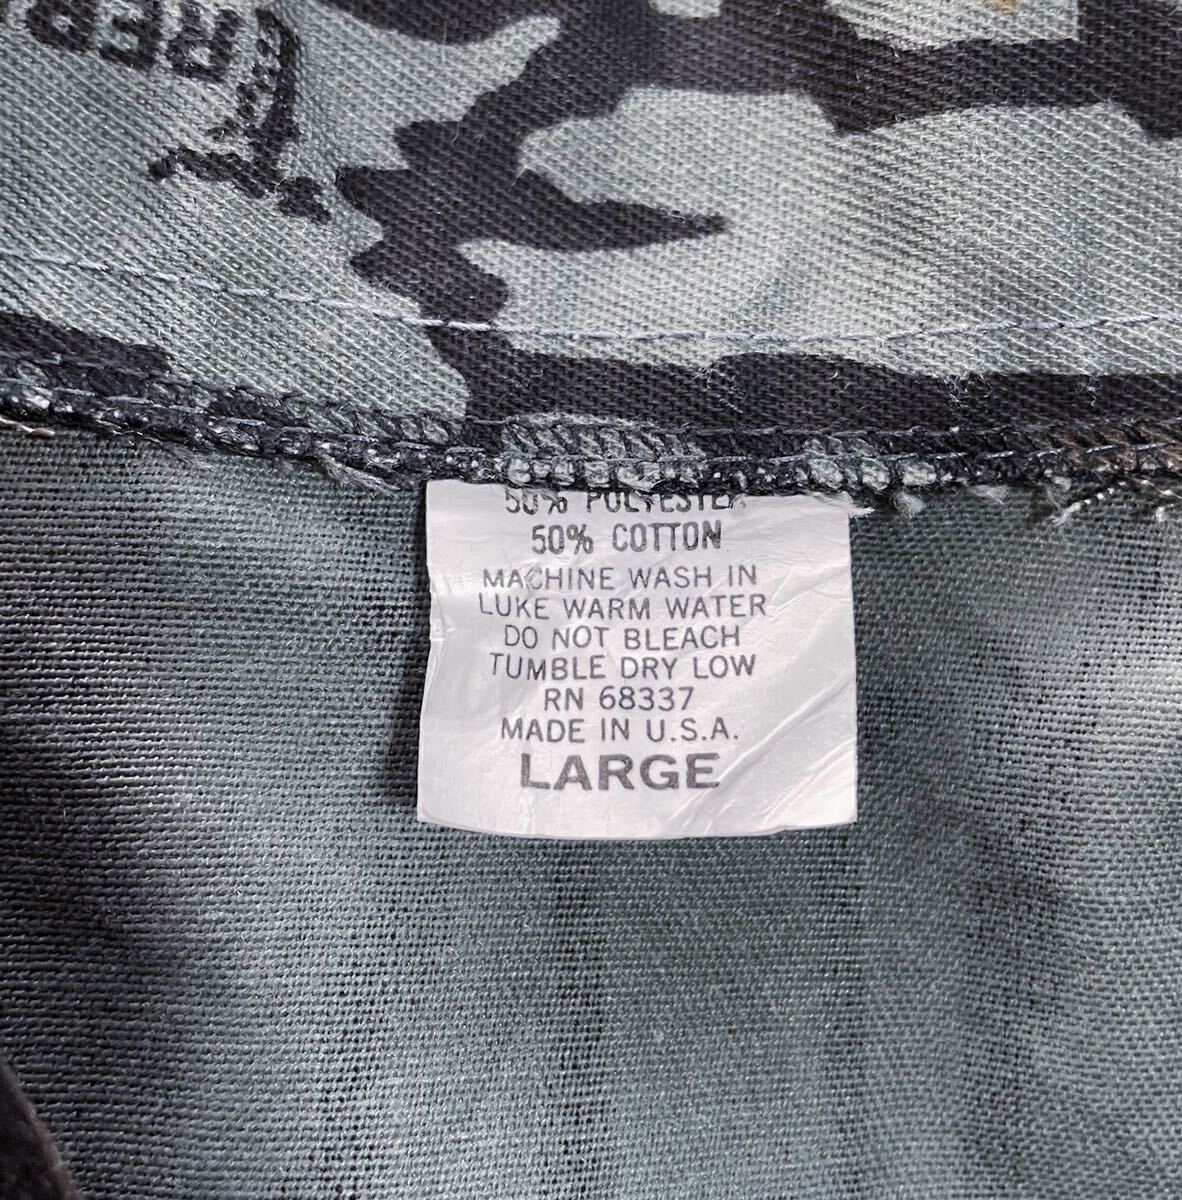 50% POLYESTER
50% COTTON
MACHINE WASH IN
LUKE WARM WATER
DO NOT BLEACH
TUMBLE DRY LOW
RN 68337
MADE IN U.S.A.
LARGE